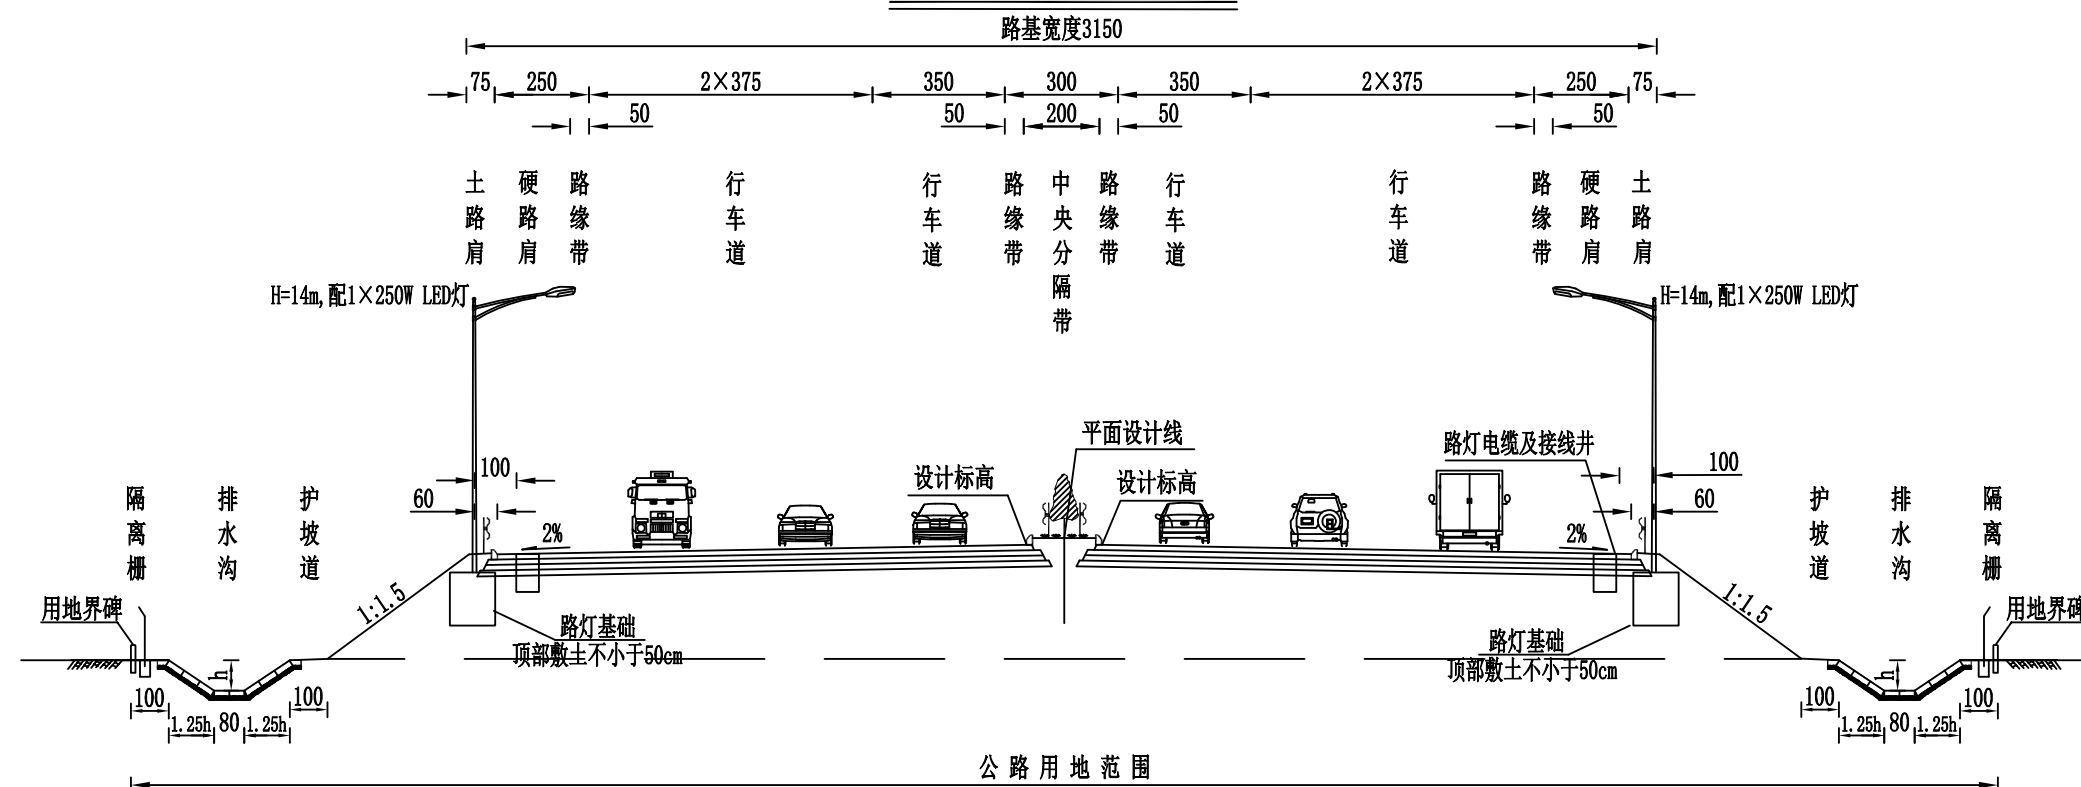 路基宽度3150
75 250 2×375 350 300 350 2×375 250 75
50 50 200 50 50
土路肩 硬路肩 路缘带 行车道 行车道 路缘带 中央分隔带 路缘带 行车道 行车道 路缘带 硬路肩 土路肩
H=14m,配1×250W LED灯 H=14m,配1×250W LED灯
平面设计线
路灯电缆及接线井
设计标高 设计标高
100 100
60 60
隔离栅 排水沟 护坡道 护坡道 排水沟 隔离栅
2% 2%
1:1.5 1:1.5
用地界碑 用地界碑
路灯基础
顶部敷土不小于50cm
路灯基础
顶部敷土不小于50cm
h h
100 100 100 100
1.25h 80 1.25h 1.25h 80 1.25h
公路用地范围